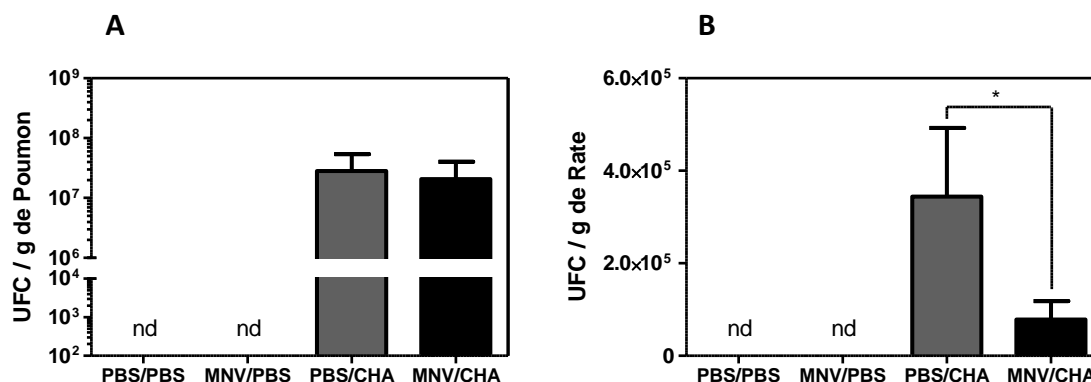 A
UFC / g de Poumon
10⁹
10⁸
10⁷
10⁶
10⁴
10³
10²
nd
nd
PBS/PBS
MNV/PBS
PBS/CHA
MNV/CHA
B
UFC / g de Rate
6.0×10⁵
4.0×10⁵
2.0×10⁵
0
*
nd
nd
PBS/PBS
MNV/PBS
PBS/CHA
MNV/CHA